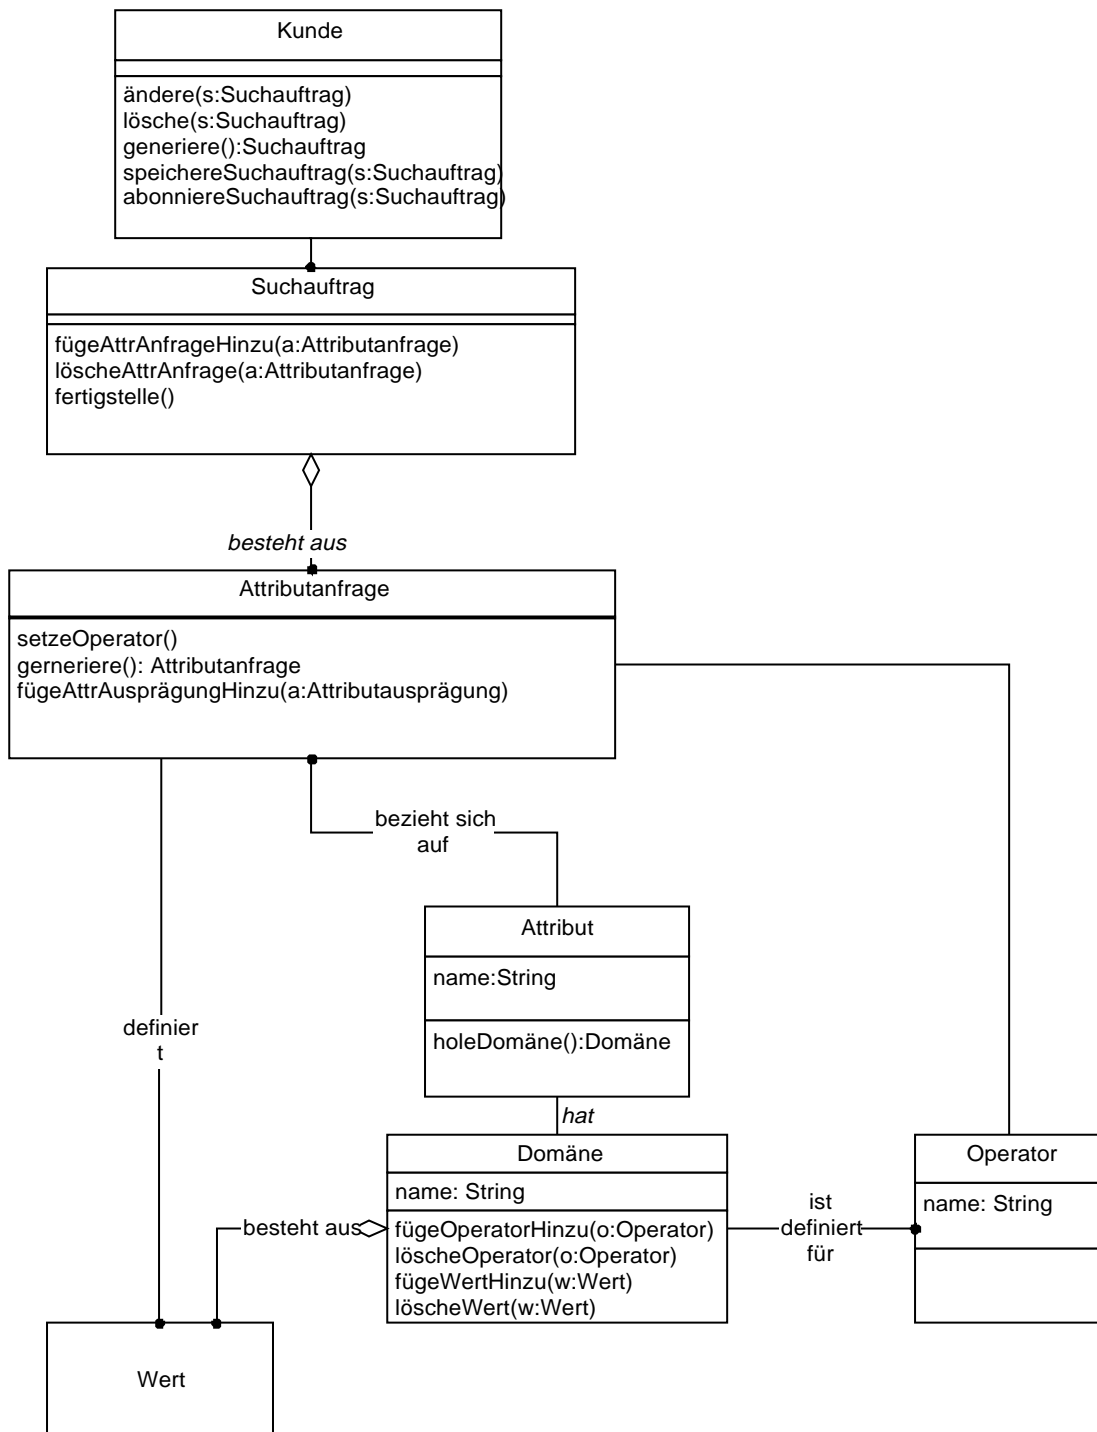 Kunde
ändere(s:Suchauftrag)
lösche(s:Suchauftrag)
generiere():Suchauftrag
speichereSuchauftrag(s:Suchauftrag)
abonniereSuchauftrag(s:Suchauftrag)
Suchauftrag
fügeAttrAnfrageHinzu(a:Attributanfrage)
löscheAttrAnfrage(a:Attributanfrage)
fertigstelle()
besteht aus
Attributanfrage
setzeOperator()
gerneriere(): Attributanfrage
fügeAttrAusprägungHinzu(a:Attributausprägung)
bezieht sich
auf
Attribut
name:String
holeDomäne():Domäne
definier
t
hat
Domäne
name: String
fügeOperatorHinzu(o:Operator)
löscheOperator(o:Operator)
fügeWertHinzu(w:Wert)
löscheWert(w:Wert)
besteht aus
ist
definiert
für
Operator
name: String
Wert